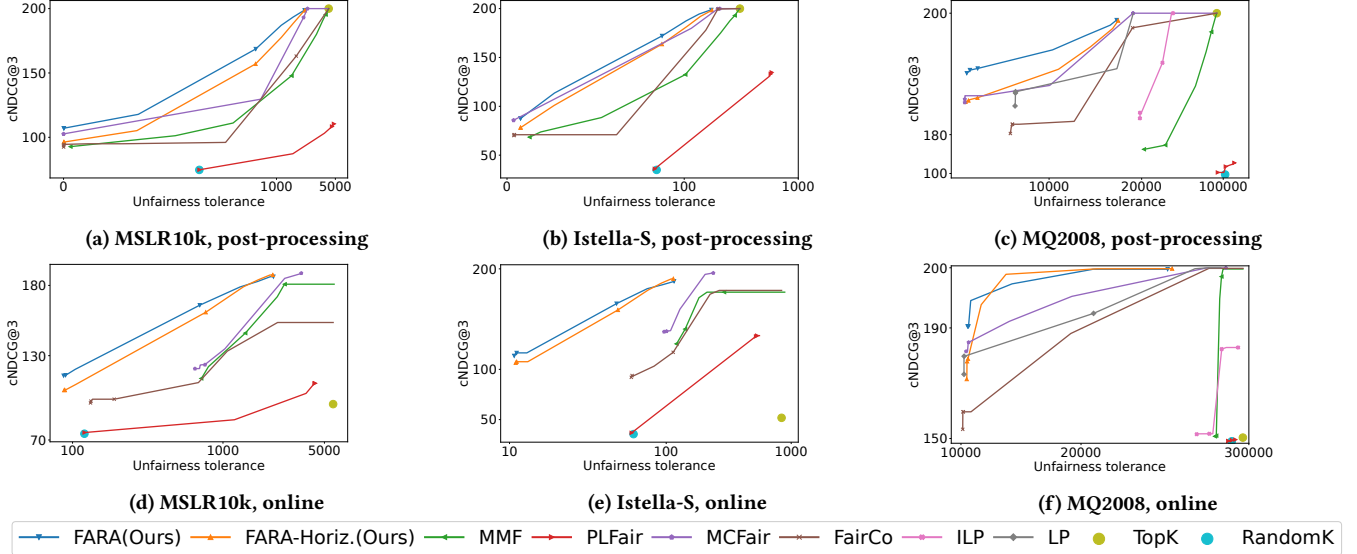 cNDCG@3
200
150
100
0
1000
5000
Unfairness tolerance
(a) MSLR10k, post-processing
cNDCG@3
200
150
100
50
0
100
1000
Unfairness tolerance
(b) Istella-S, post-processing
cNDCG@3
200
180
100
10000
20000
100000
Unfairness tolerance
(c) MQ2008, post-processing
cNDCG@3
180
130
70
100
1000
5000
Unfairness tolerance
(d) MSLR10k, online
cNDCG@3
200
100
50
10
100
1000
Unfairness tolerance
(e) Istella-S, online
cNDCG@3
200
190
150
10000
20000
300000
Unfairness tolerance
(f) MQ2008, online
FARA(Ours) FARA-Horiz.(Ours) MMF PLFair MCFair FairCo ILP LP TopK RandomK